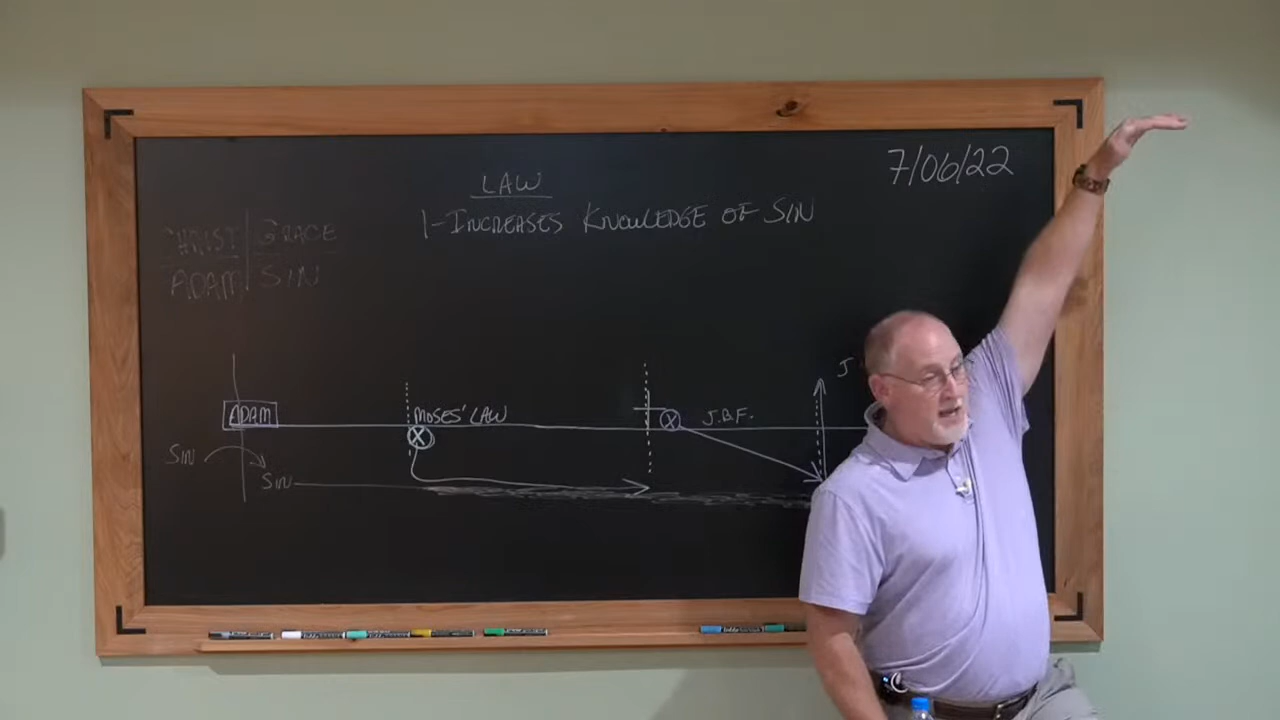 7/06/22
LAW
1-INCREASES KNOWLEDGE OF SIN
CHRIST GRACE
ADAM SIN
J
ADAM MOSES' LAW J.B.F.
SIN
SIN